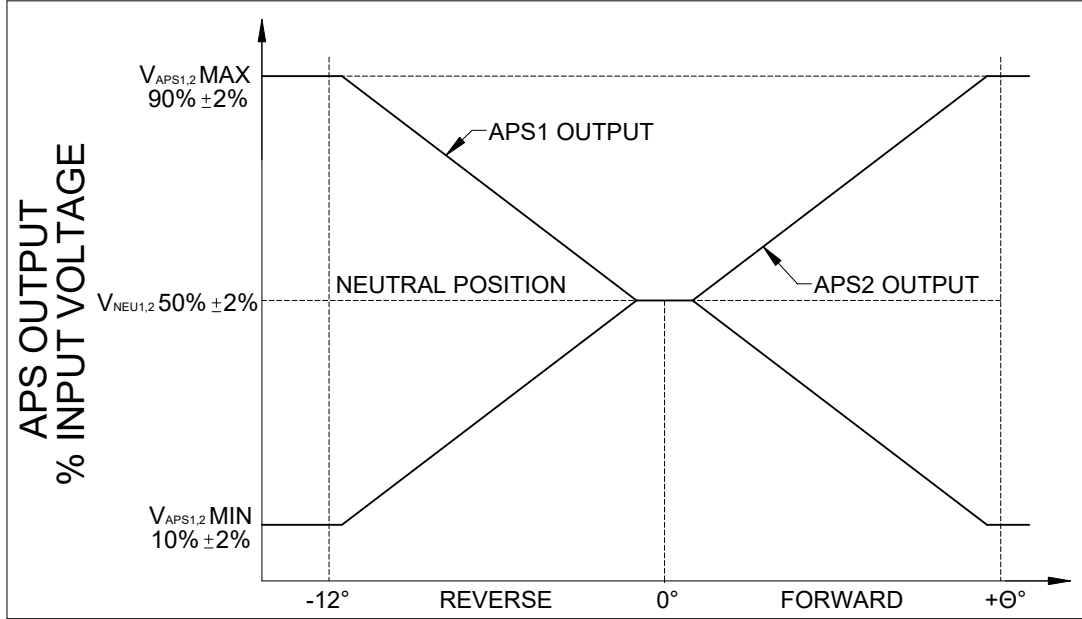 APS OUTPUT
% INPUT VOLTAGE
VAPS1,2 MAX
90% ±2%
APS1 OUTPUT
NEUTRAL POSITION
VNEU1,2 50% ±2%
APS2 OUTPUT
VAPS1,2 MIN
10% ±2%
-12°
REVERSE
0°
FORWARD
+Θ°